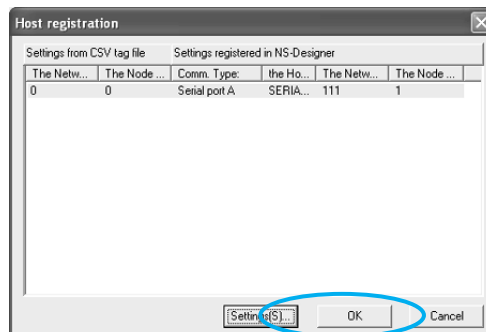 Host registration
Settings from CSV tag file Settings registered in NS-Designer
The Netw... The Node ... Comm. Type: the Ho... The Netw... The Node ...
0 0 Serial port A SERIA... 111 1
Settings(S)... OK Cancel